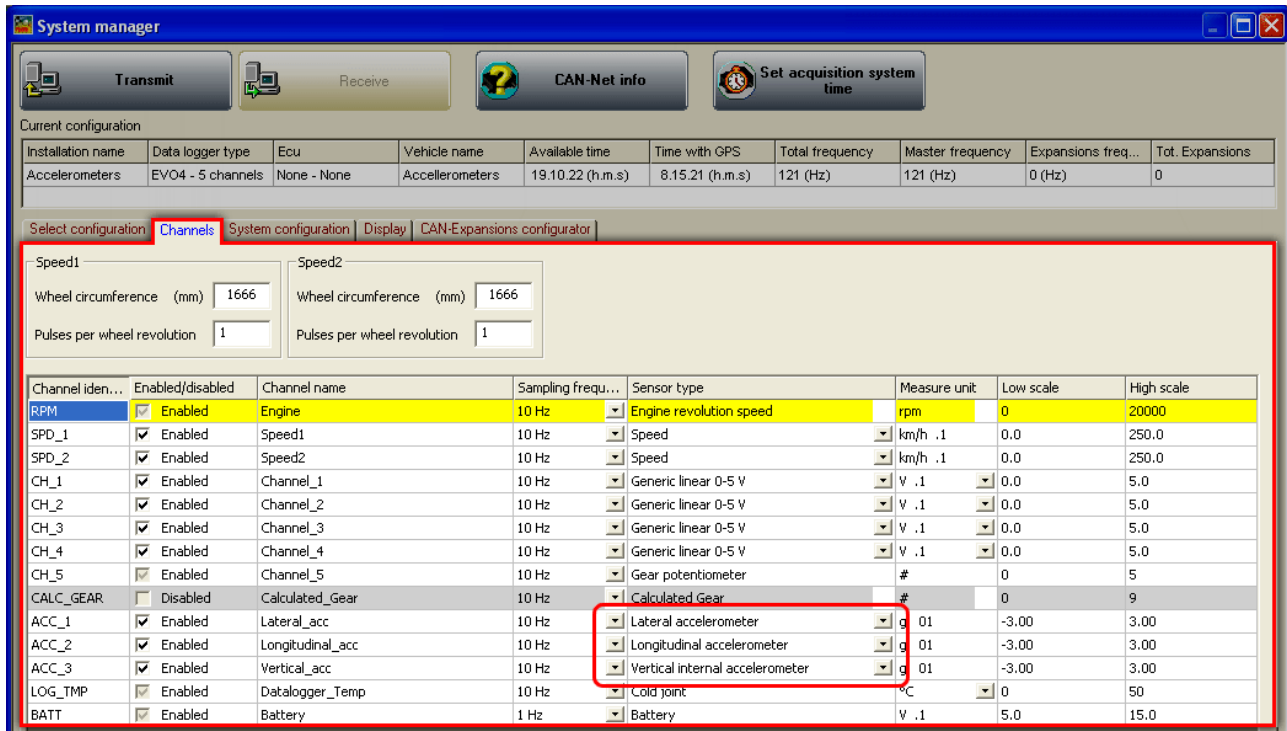 System manager
Transmit
Receive
CAN-Net info
Set acquisition system
time
Current configuration
Installation name Data logger type Ecu Vehicle name Available time Time with GPS Total frequency Master frequency Expansions freq... Tot. Expansions
Accelerometers EVO4 - 5 channels None - None Accellerometers 19.10.22 (h.m.s) 8.15.21 (h.m.s) 121 (Hz) 121 (Hz) 0 (Hz) 0
Select configuration Channels System configuration Display CAN-Expansions configurator
Speed1 Speed2
Wheel circumference (mm) 1666 Wheel circumference (mm) 1666
Pulses per wheel revolution 1 Pulses per wheel revolution 1
Channel iden... Enabled/disabled Channel name Sampling frequ... Sensor type Measure unit Low scale High scale
RPM Enabled Engine 10 Hz Engine revolution speed rpm 0 20000
SPD_1 Enabled Speed1 10 Hz Speed km/h .1 0.0 250.0
SPD_2 Enabled Speed2 10 Hz Speed km/h .1 0.0 250.0
CH_1 Enabled Channel_1 10 Hz Generic linear 0-5 V V .1 0.0 5.0
CH_2 Enabled Channel_2 10 Hz Generic linear 0-5 V V .1 0.0 5.0
CH_3 Enabled Channel_3 10 Hz Generic linear 0-5 V V .1 0.0 5.0
CH_4 Enabled Channel_4 10 Hz Generic linear 0-5 V V .1 0.0 5.0
CH_5 Enabled Channel_5 10 Hz Gear potentiometer # 0 5
CALC_GEAR Disabled Calculated_Gear 10 Hz Calculated Gear # 0 9
ACC_1 Enabled Lateral_acc 10 Hz Lateral accelerometer g 01 -3.00 3.00
ACC_2 Enabled Longitudinal_acc 10 Hz Longitudinal accelerometer g 01 -3.00 3.00
ACC_3 Enabled Vertical_acc 10 Hz Vertical internal accelerometer g 01 -3.00 3.00
LOG_TMP Enabled Datalogger_Temp 10 Hz Cold joint °C 0 50
BATT Enabled Battery 1 Hz Battery V .1 5.0 15.0